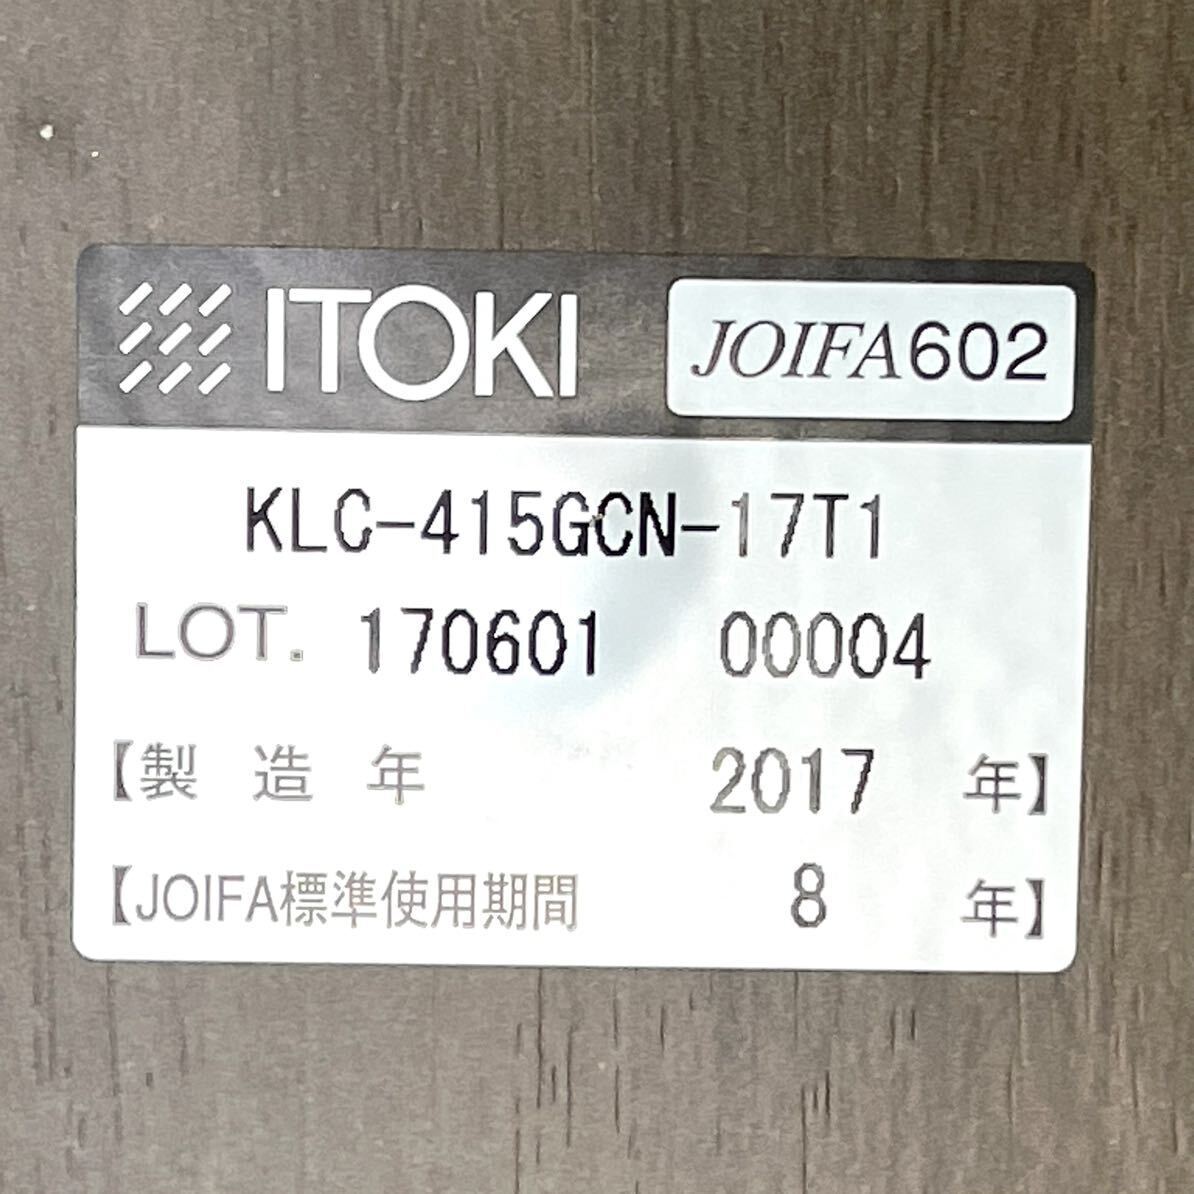 ITOKI JOIFA602
KLC-415GCN-17T1
LOT. 170601 00004
【製造年 2017 年】
【JOIFA標準使用期間 8 年】